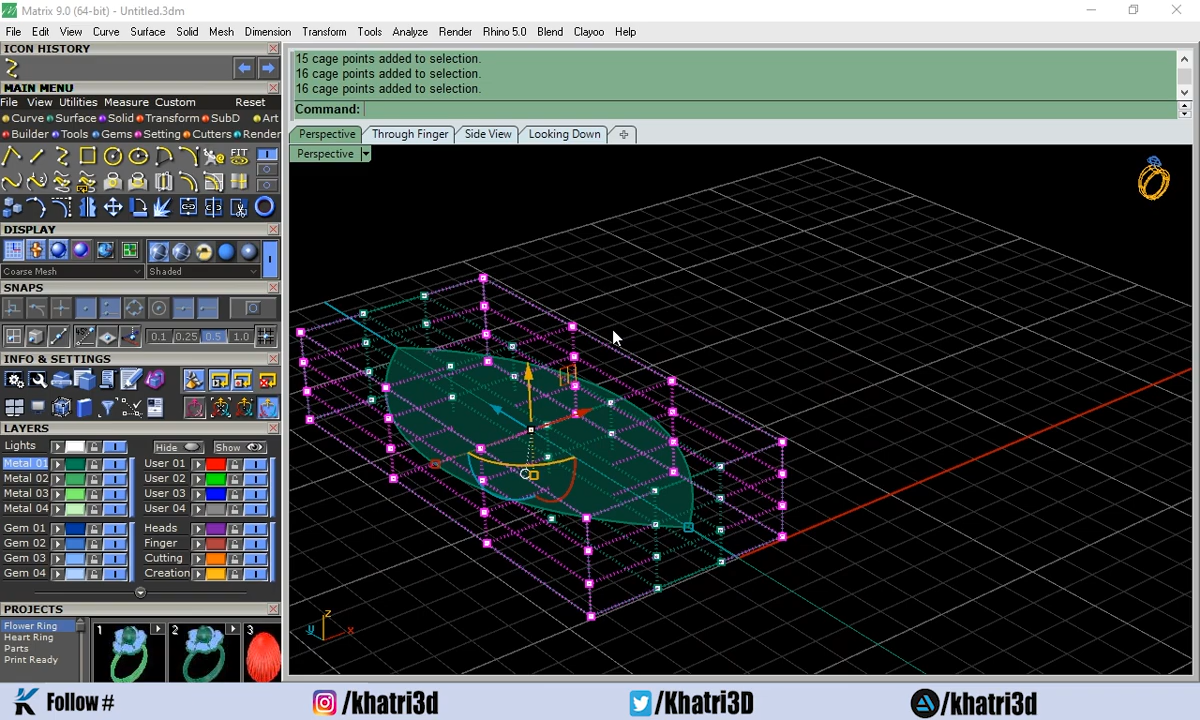 Matrix 9.0 (64-bit) - Untitled.3dm
File Edit View Curve Surface Solid Mesh Dimension Transform Tools Analyze Render Rhino 5.0 Blend Clayoo Help
ICON HISTORY
MAIN MENU
File View Utilities Measure Custom Reset
Curve Surface Solid Transform SubD Art
Builder Tools Gems Setting Cutters Render
FIT
DISPLAY
Coarse Mesh Shaded
SNAPS
0.1 0.25 0.5 1.0
INFO & SETTINGS
LAYERS
Lights Hide Show
Metal 01 User 01
Metal 02 User 02
Metal 03 User 03
Metal 04 User 04
Gem 01 Heads
Gem 02 Finger
Gem 03 Cutting
Gem 04 Creation
PROJECTS
Flower Ring
Heart Ring
Parts
Print Ready
1 2 3
15 cage points added to selection.
16 cage points added to selection.
16 cage points added to selection.
Command:
Perspective Through Finger Side View Looking Down
Perspective
z
y x
Follow # /khatri3d /Khatri3D /khatri3d